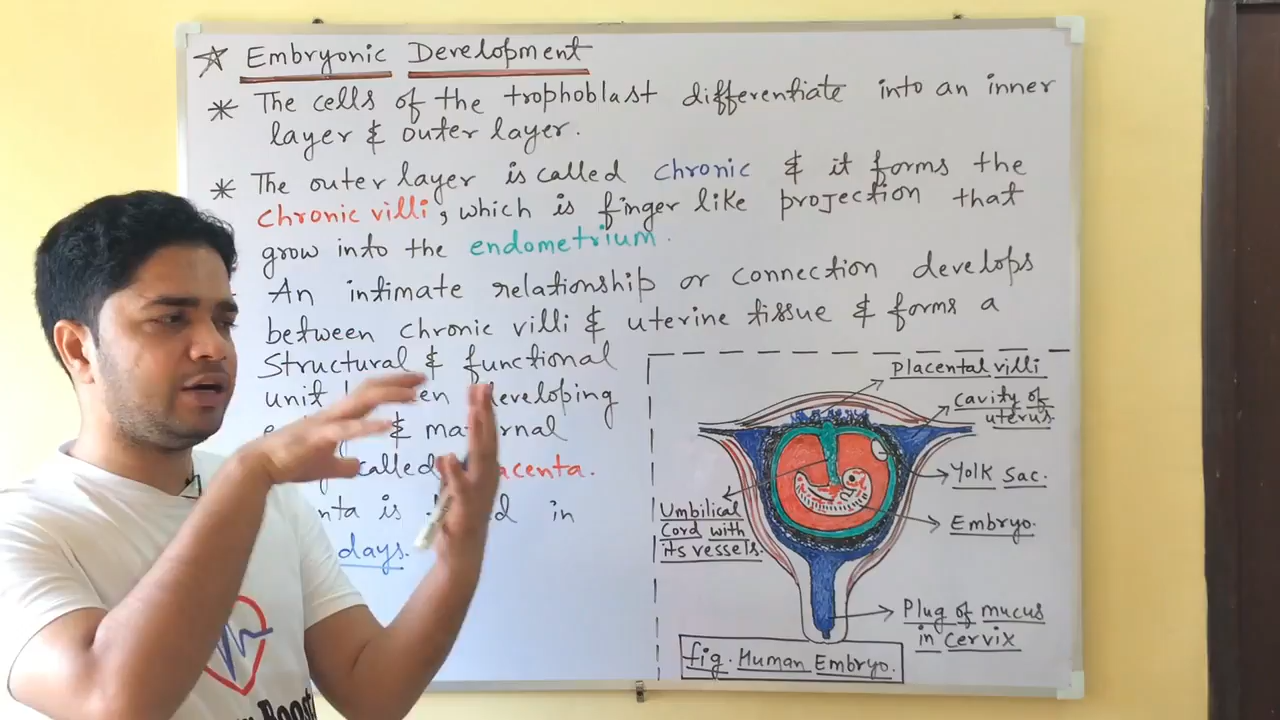 Embryonic Development
The cells of the trophoblast differentiate into an inner
layer & outer layer.
The outer layer is called chronic & it forms the
chronic villi, which is finger like projection that
grow into the endometrium.
An intimate relationship or connection develops
between chronic villi & uterine tissue & forms a
Structural & functional
unit developing
&
called
is in
days.
Placental villi
cavity of
uterus.
Yolk Sac.
Embryo.
Umbilical
Cord with
its vessels.
Plug of mucus
in Cervix
fig. Human Embryo.